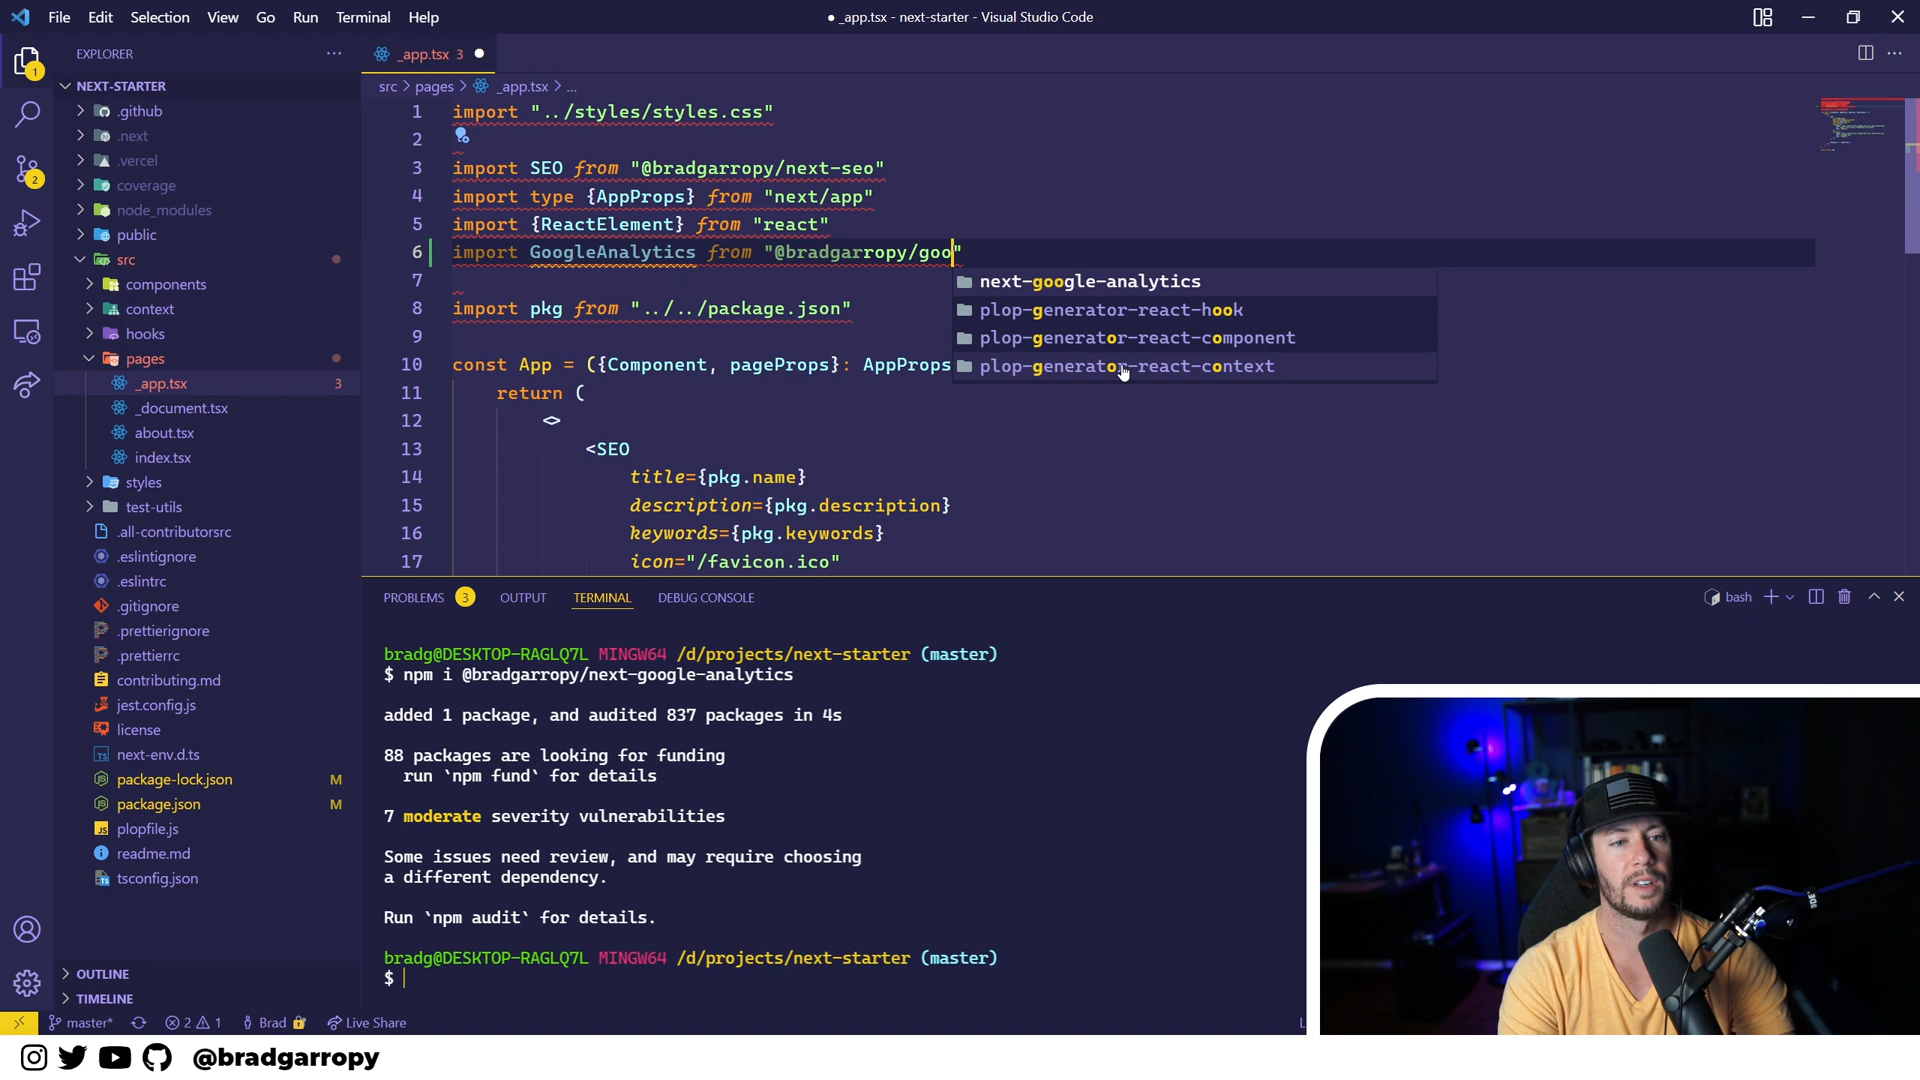 File Edit Selection View Go Run Terminal Help
● _app.tsx - next-starter - Visual Studio Code
EXPLORER
NEXT-STARTER
.github
.next
.vercel
coverage
node_modules
public
src
components
context
hooks
pages
_app.tsx 3
_document.tsx
about.tsx
index.tsx
styles
test-utils
.all-contributorsrc
.eslintignore
.eslintrc
.gitignore
.prettierignore
.prettierrc
contributing.md
jest.config.js
license
next-env.d.ts
package-lock.json M
package.json M
plopfile.js
readme.md
tsconfig.json
OUTLINE
TIMELINE
1
2
_app.tsx 3
src > pages > _app.tsx > ...
1 import "../styles/styles.css"
2
3 import SEO from "@bradgarropy/next-seo"
4 import type {AppProps} from "next/app"
5 import {ReactElement} from "react"
6 import GoogleAnalytics from "@bradgarropy/goo"
7
8 import pkg from "../../package.json"
9
10 const App = ({Component, pageProps}: AppProps
11 return (
12 <>
13 <SEO
14 title={pkg.name}
15 description={pkg.description}
16 keywords={pkg.keywords}
17 icon="/favicon.ico"
next-google-analytics
plop-generator-react-hook
plop-generator-react-component
plop-generator-react-context
PROBLEMS 3 OUTPUT TERMINAL DEBUG CONSOLE
bash
bradg@DESKTOP-RAGLQ7L MINGW64 /d/projects/next-starter (master)
$ npm i @bradgarropy/next-google-analytics
added 1 package, and audited 837 packages in 4s
88 packages are looking for funding
run `npm fund` for details
7 moderate severity vulnerabilities
Some issues need review, and may require choosing
a different dependency.
Run `npm audit` for details.
bradg@DESKTOP-RAGLQ7L MINGW64 /d/projects/next-starter (master)
$
master* 2 1 Brad Live Share
@bradgarropy